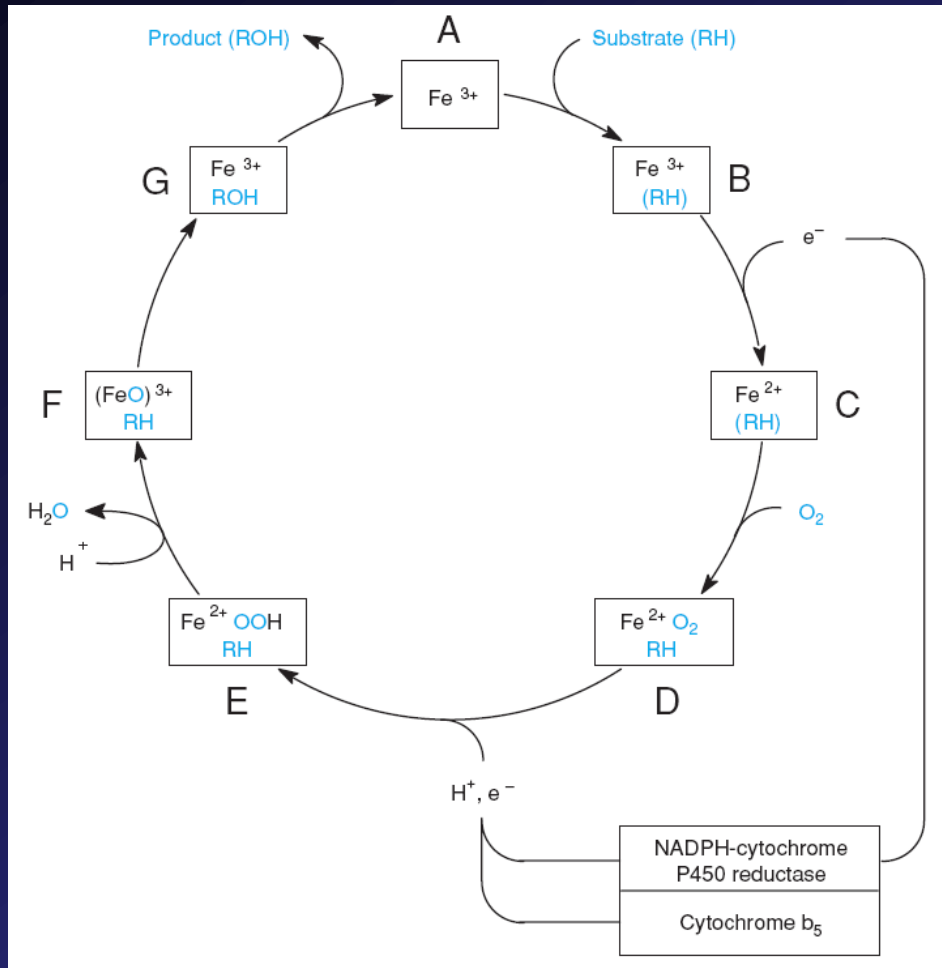 A
Product (ROH)
Substrate (RH)
Fe 3+
G
Fe 3+
ROH
Fe 3+
(RH)
B
e−
F
(FeO) 3+
RH
Fe 2+
(RH)
C
H2O
H+
O2
Fe 2+ OOH
RH
Fe 2+ O2
RH
E
D
H+, e−
NADPH-cytochrome
P450 reductase
Cytochrome b5